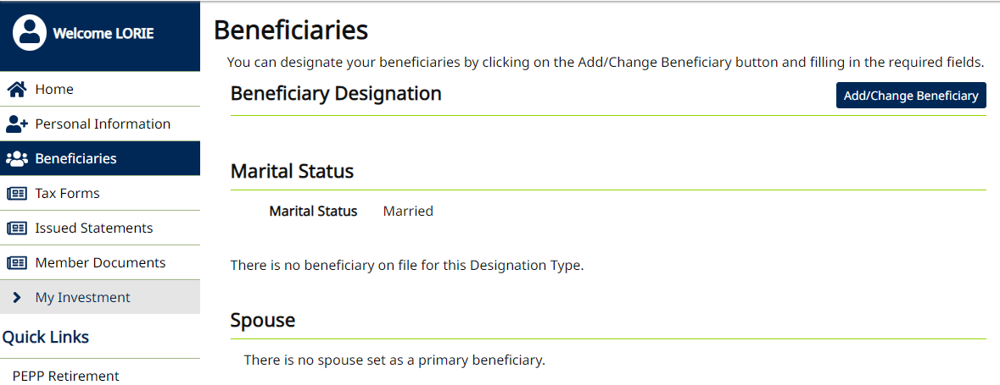 Welcome LORIE
Home
Personal Information
Beneficiaries
Tax Forms
Issued Statements
Member Documents
My Investment
Quick Links
PEPP Retirement
Beneficiaries
You can designate your beneficiaries by clicking on the Add/Change Beneficiary button and filling in the required fields.
Beneficiary Designation
Add/Change Beneficiary
Marital Status
Marital Status Married
There is no beneficiary on file for this Designation Type.
Spouse
There is no spouse set as a primary beneficiary.